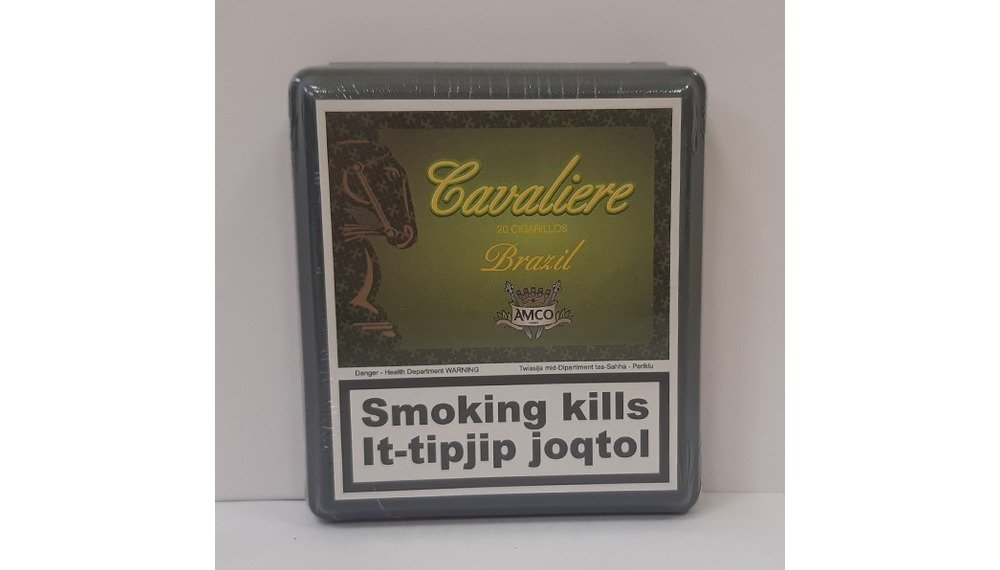 Cavaliere
20 CIGARILLOS
Brazil
AMCO
Danger - Health Department WARNING
Twissija mid-Dipartiment tas-Sanha - Periklu
Smoking kills
It-tipjip joqtol